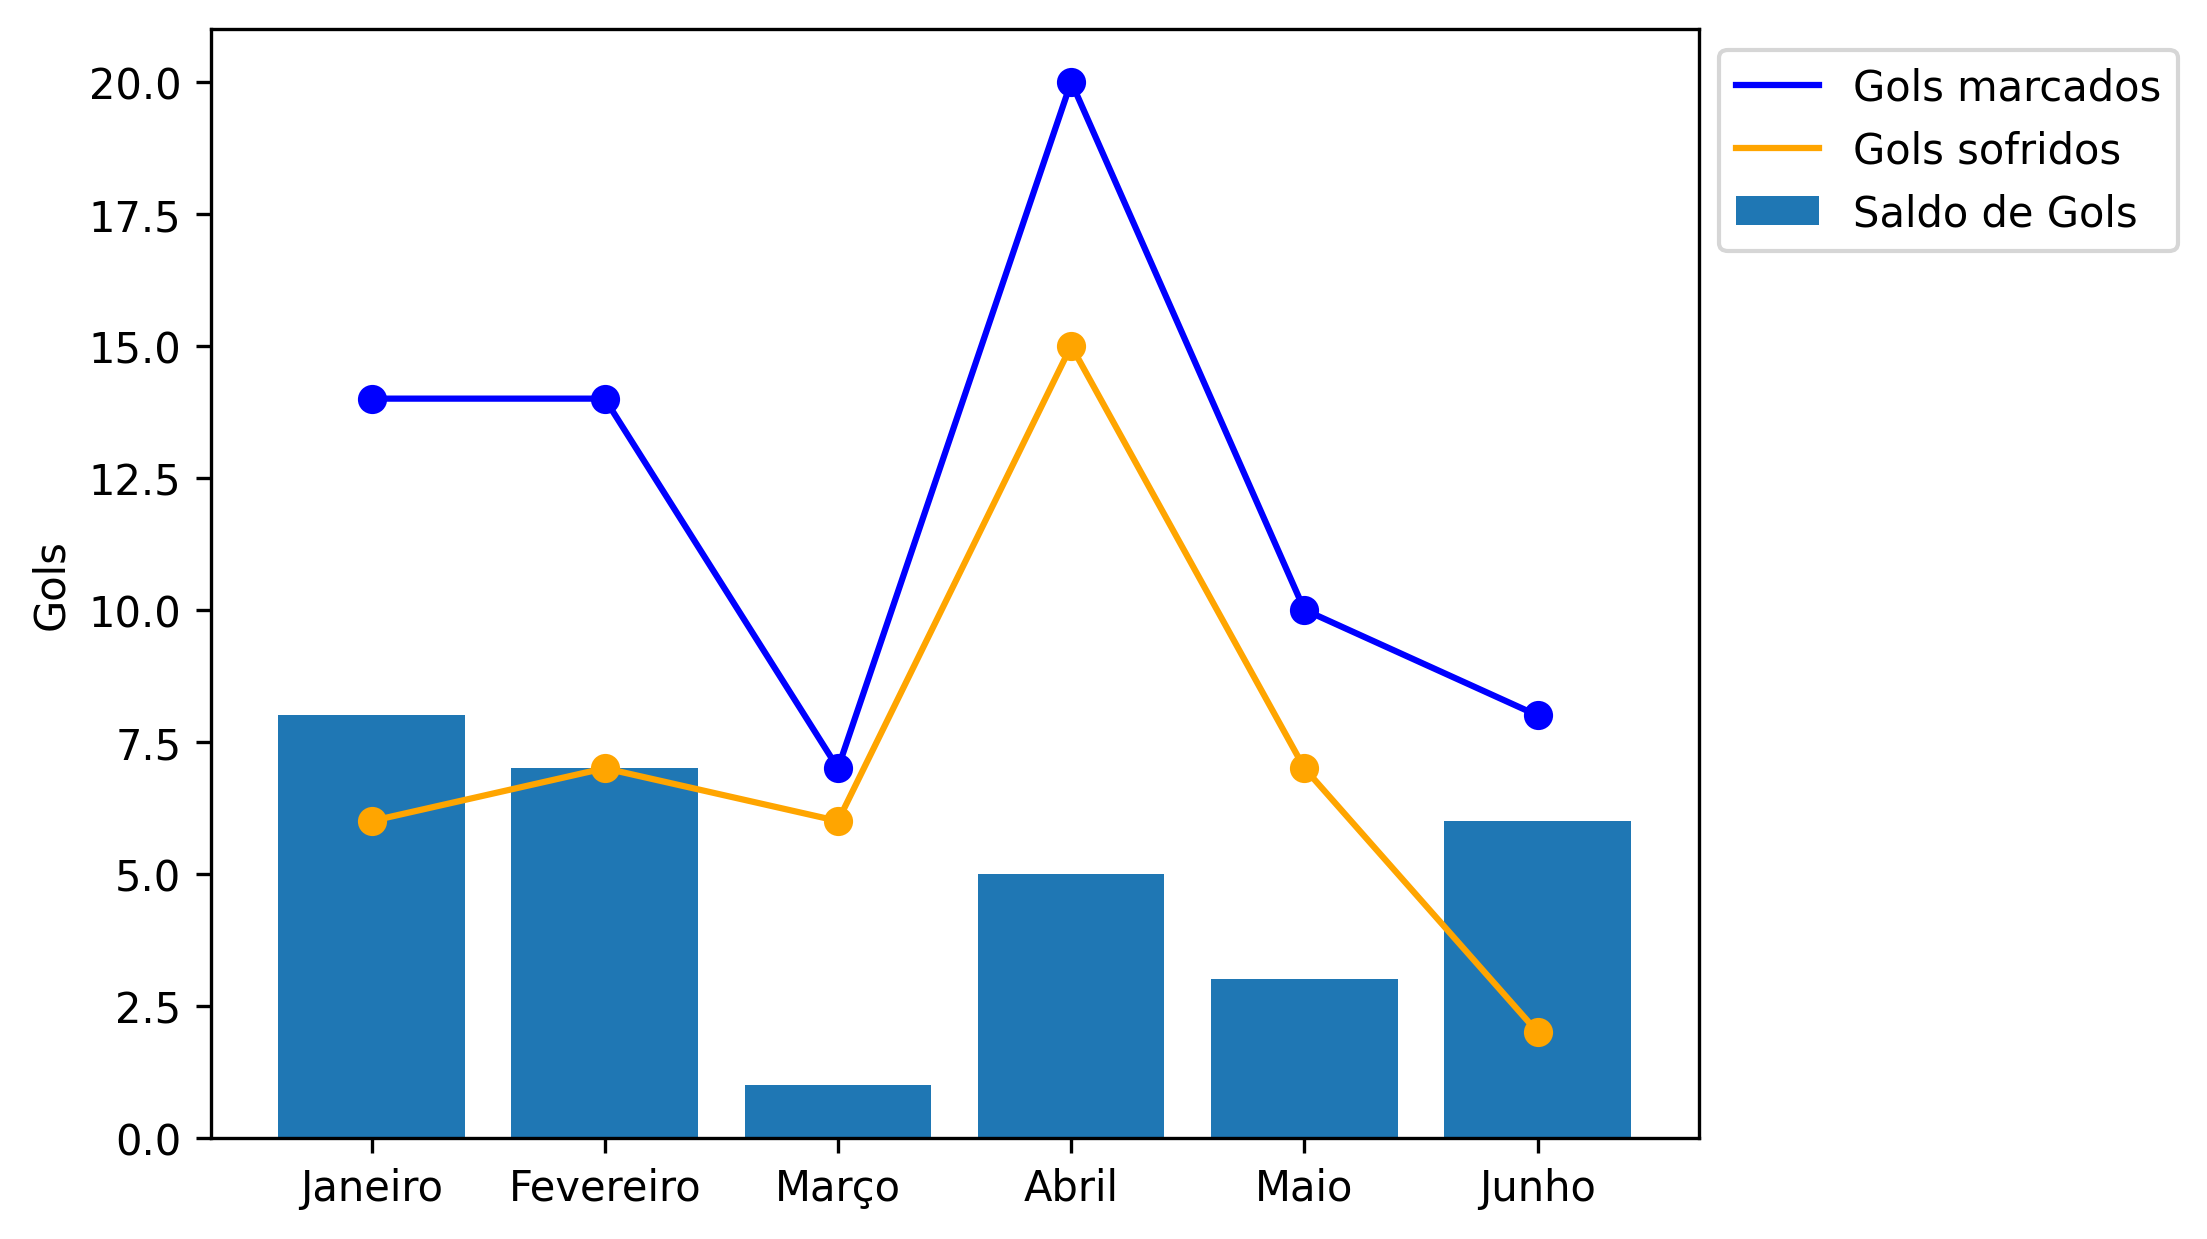 Gols marcados
Gols sofridos
Saldo de Gols
20.0
17.5
15.0
12.5
10.0
7.5
5.0
2.5
0.0
Gols
Janeiro Fevereiro Março Abril Maio Junho